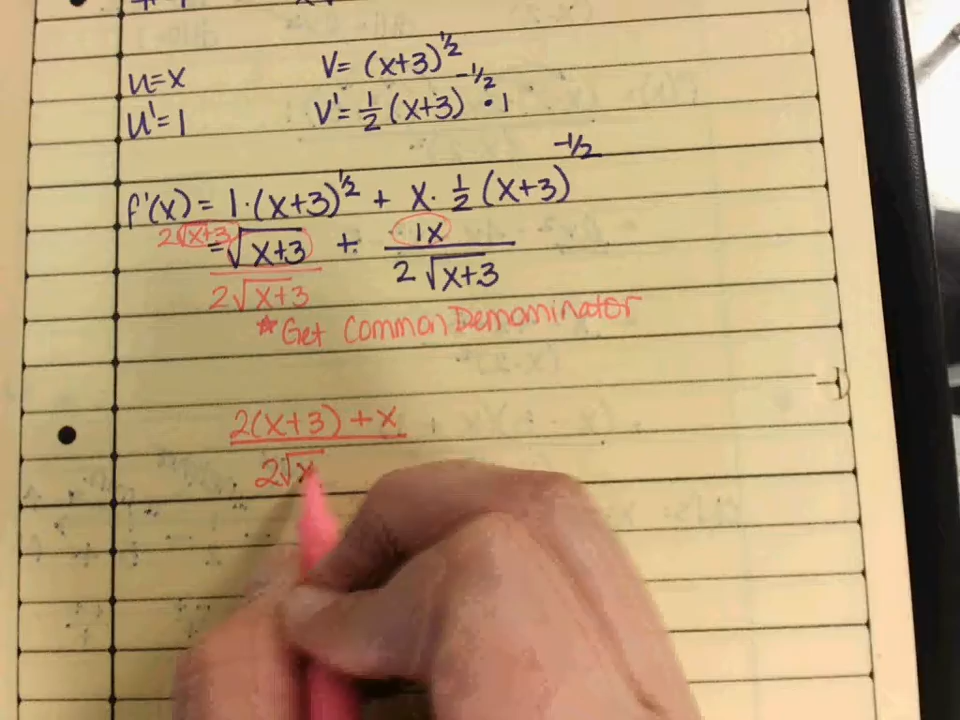 u=x V= (x+3)^½
u'=1 V'= ½ (x+3)^-½ • 1
f'(x) = 1·(x+3)^½ + x· ½ (x+3)^-½
2√x+3
= √x+3 + 1x
2√x+3 2√x+3
*Get Common Demominator
2(x+3) + x
2√x